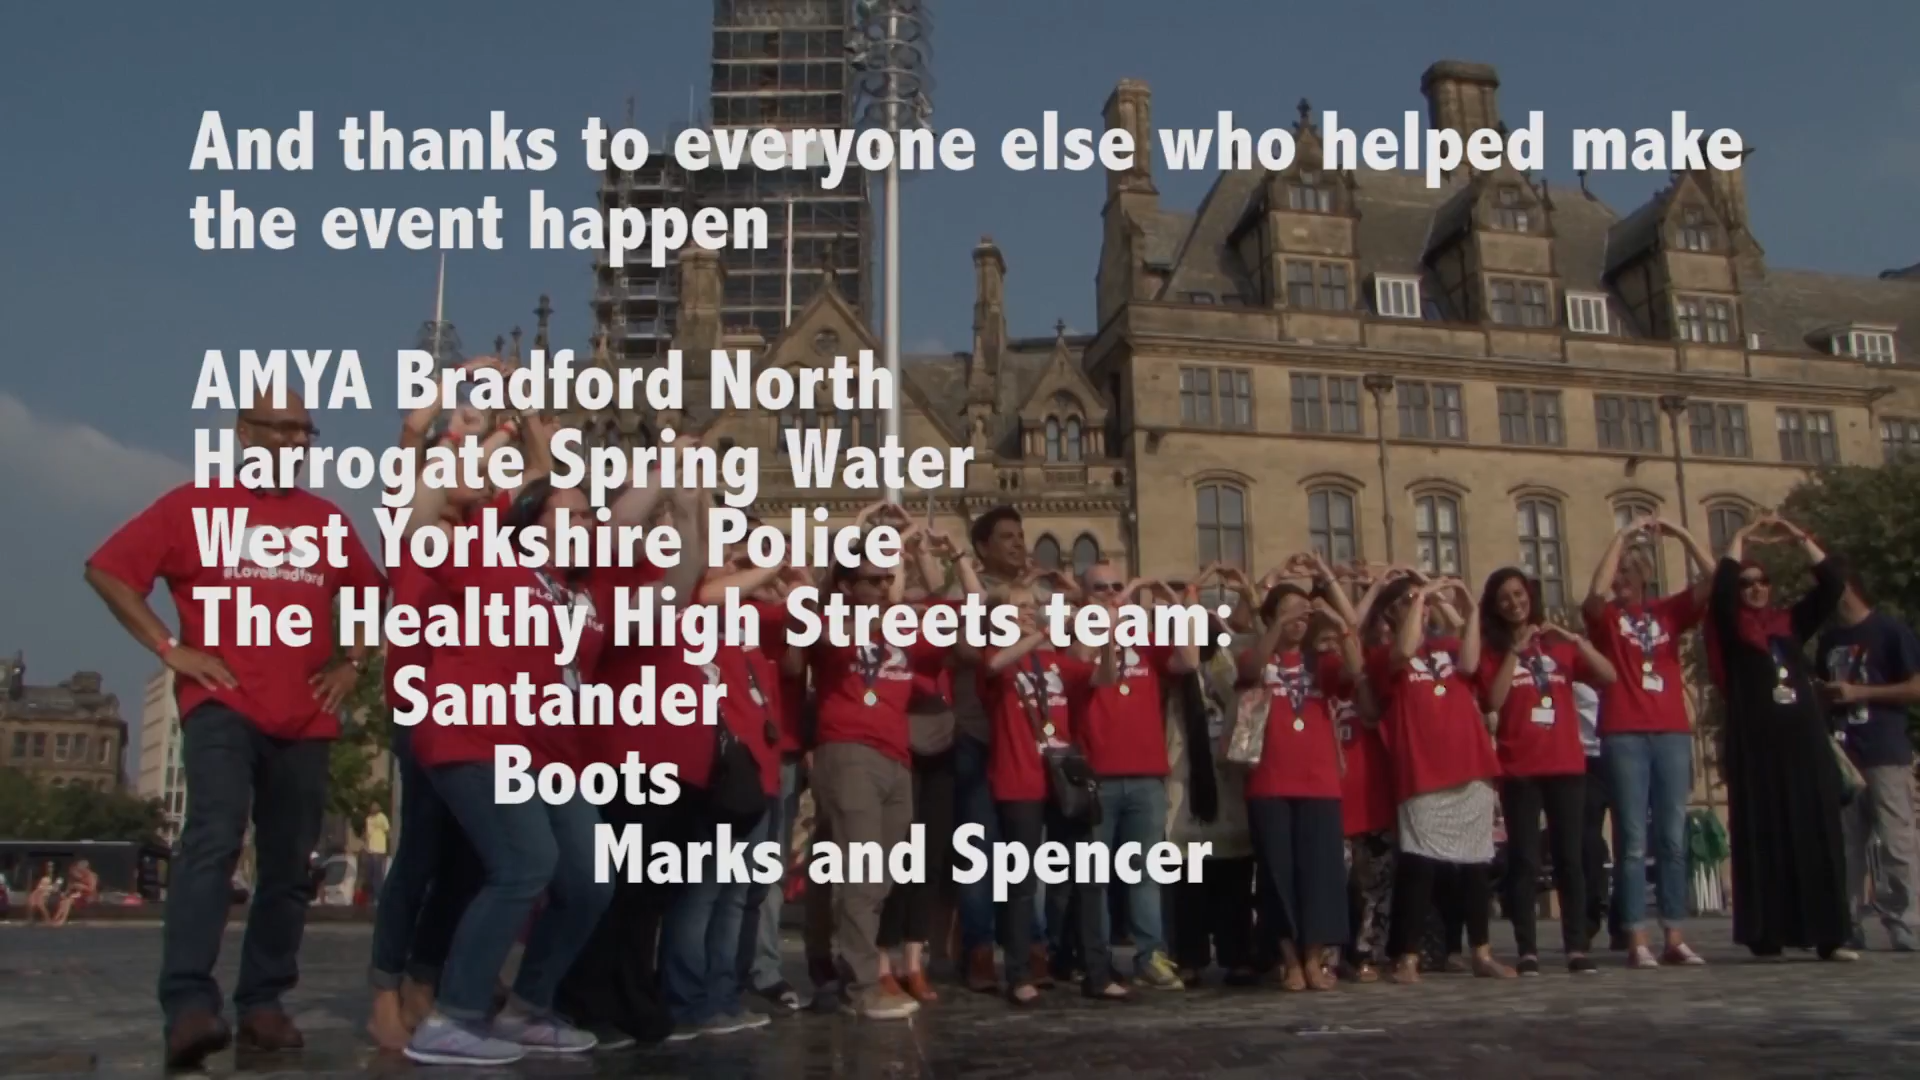 And thanks to everyone else who helped make
the event happen
AMYA Bradford North
Harrogate Spring Water
West Yorkshire Police
The Healthy High Streets team:
Santander
Boots
Marks and Spencer
#LoveBradford